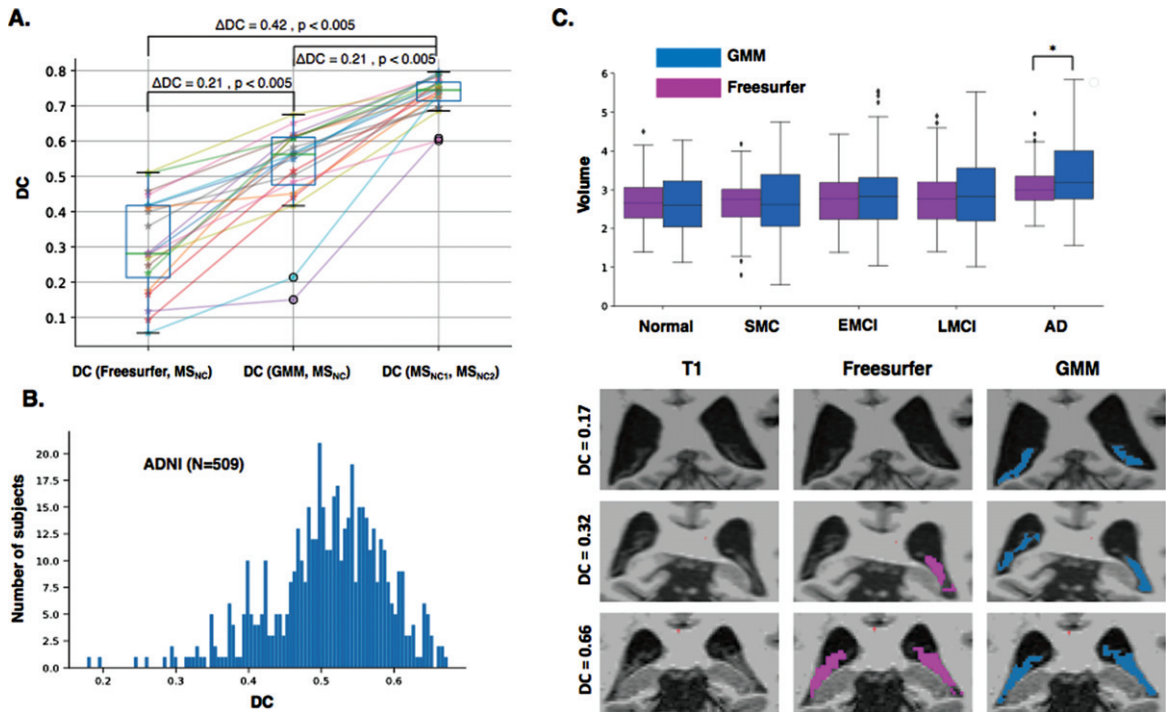 A.
ΔDC = 0.42 , p < 0.005
ΔDC = 0.21 , p < 0.005
ΔDC = 0.21 , p < 0.005
DC
0.8
0.7
0.6
0.5
0.4
0.3
0.2
0.1
DC (Freesurfer, MSNC) DC (GMM, MSNC) DC (MSNC1, MSNC2)
B.
ADNI (N=509)
Number of subjects
20.0
17.5
15.0
12.5
10.0
7.5
5.0
2.5
0.0
0.2 0.3 0.4 0.5 0.6
DC
C.
GMM
Freesurfer
*
Volume
6
5
4
3
2
1
0
Normal SMC EMCI LMCI AD
T1 Freesurfer GMM
DC = 0.17
DC = 0.32
DC = 0.66